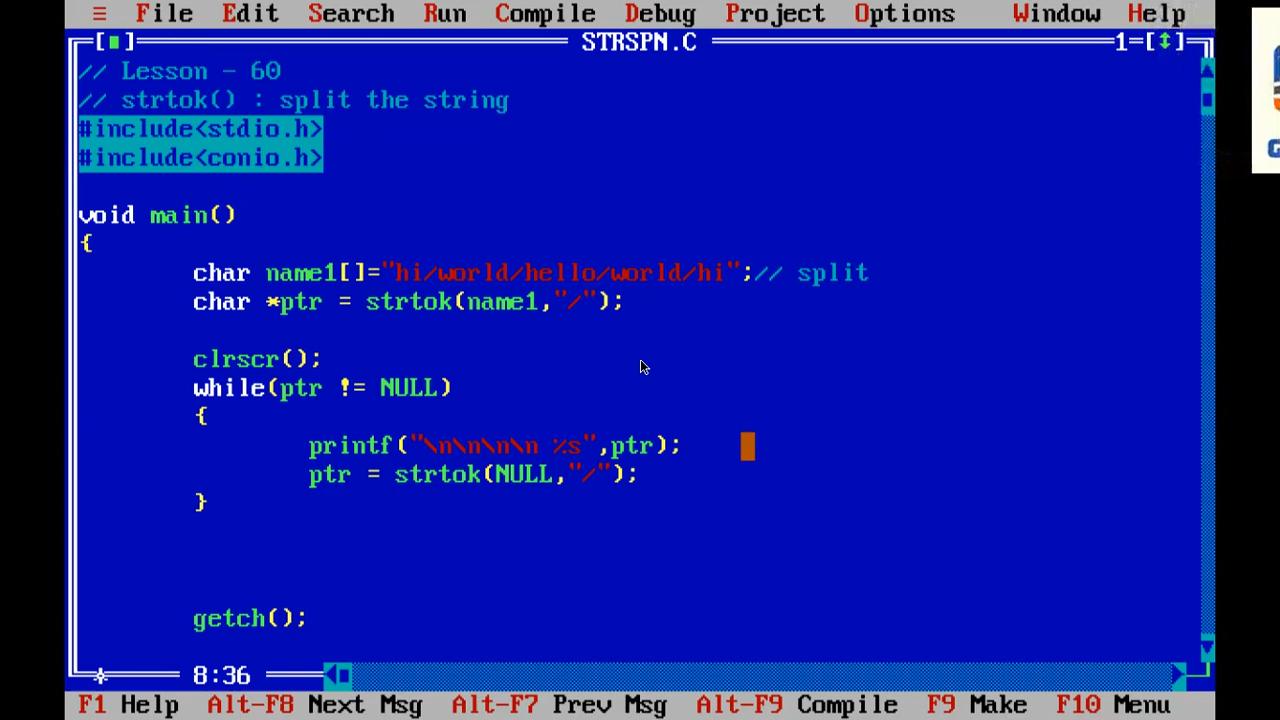 ≡ File Edit Search Run Compile Debug Project Options Window Help
[■] STRSPN.C 1=[↕]
// Lesson - 60
// strtok() : split the string
#include<stdio.h>
#include<conio.h>
void main()
{
char name1[]="hi/world/hello/world/hi";// split
char *ptr = strtok(name1,"/");
clrscr();
while(ptr != NULL)
{
printf("\n\n\n\n %s",ptr);
ptr = strtok(NULL,"/");
}
getch();
8:36
F1 Help Alt-F8 Next Msg Alt-F7 Prev Msg Alt-F9 Compile F9 Make F10 Menu